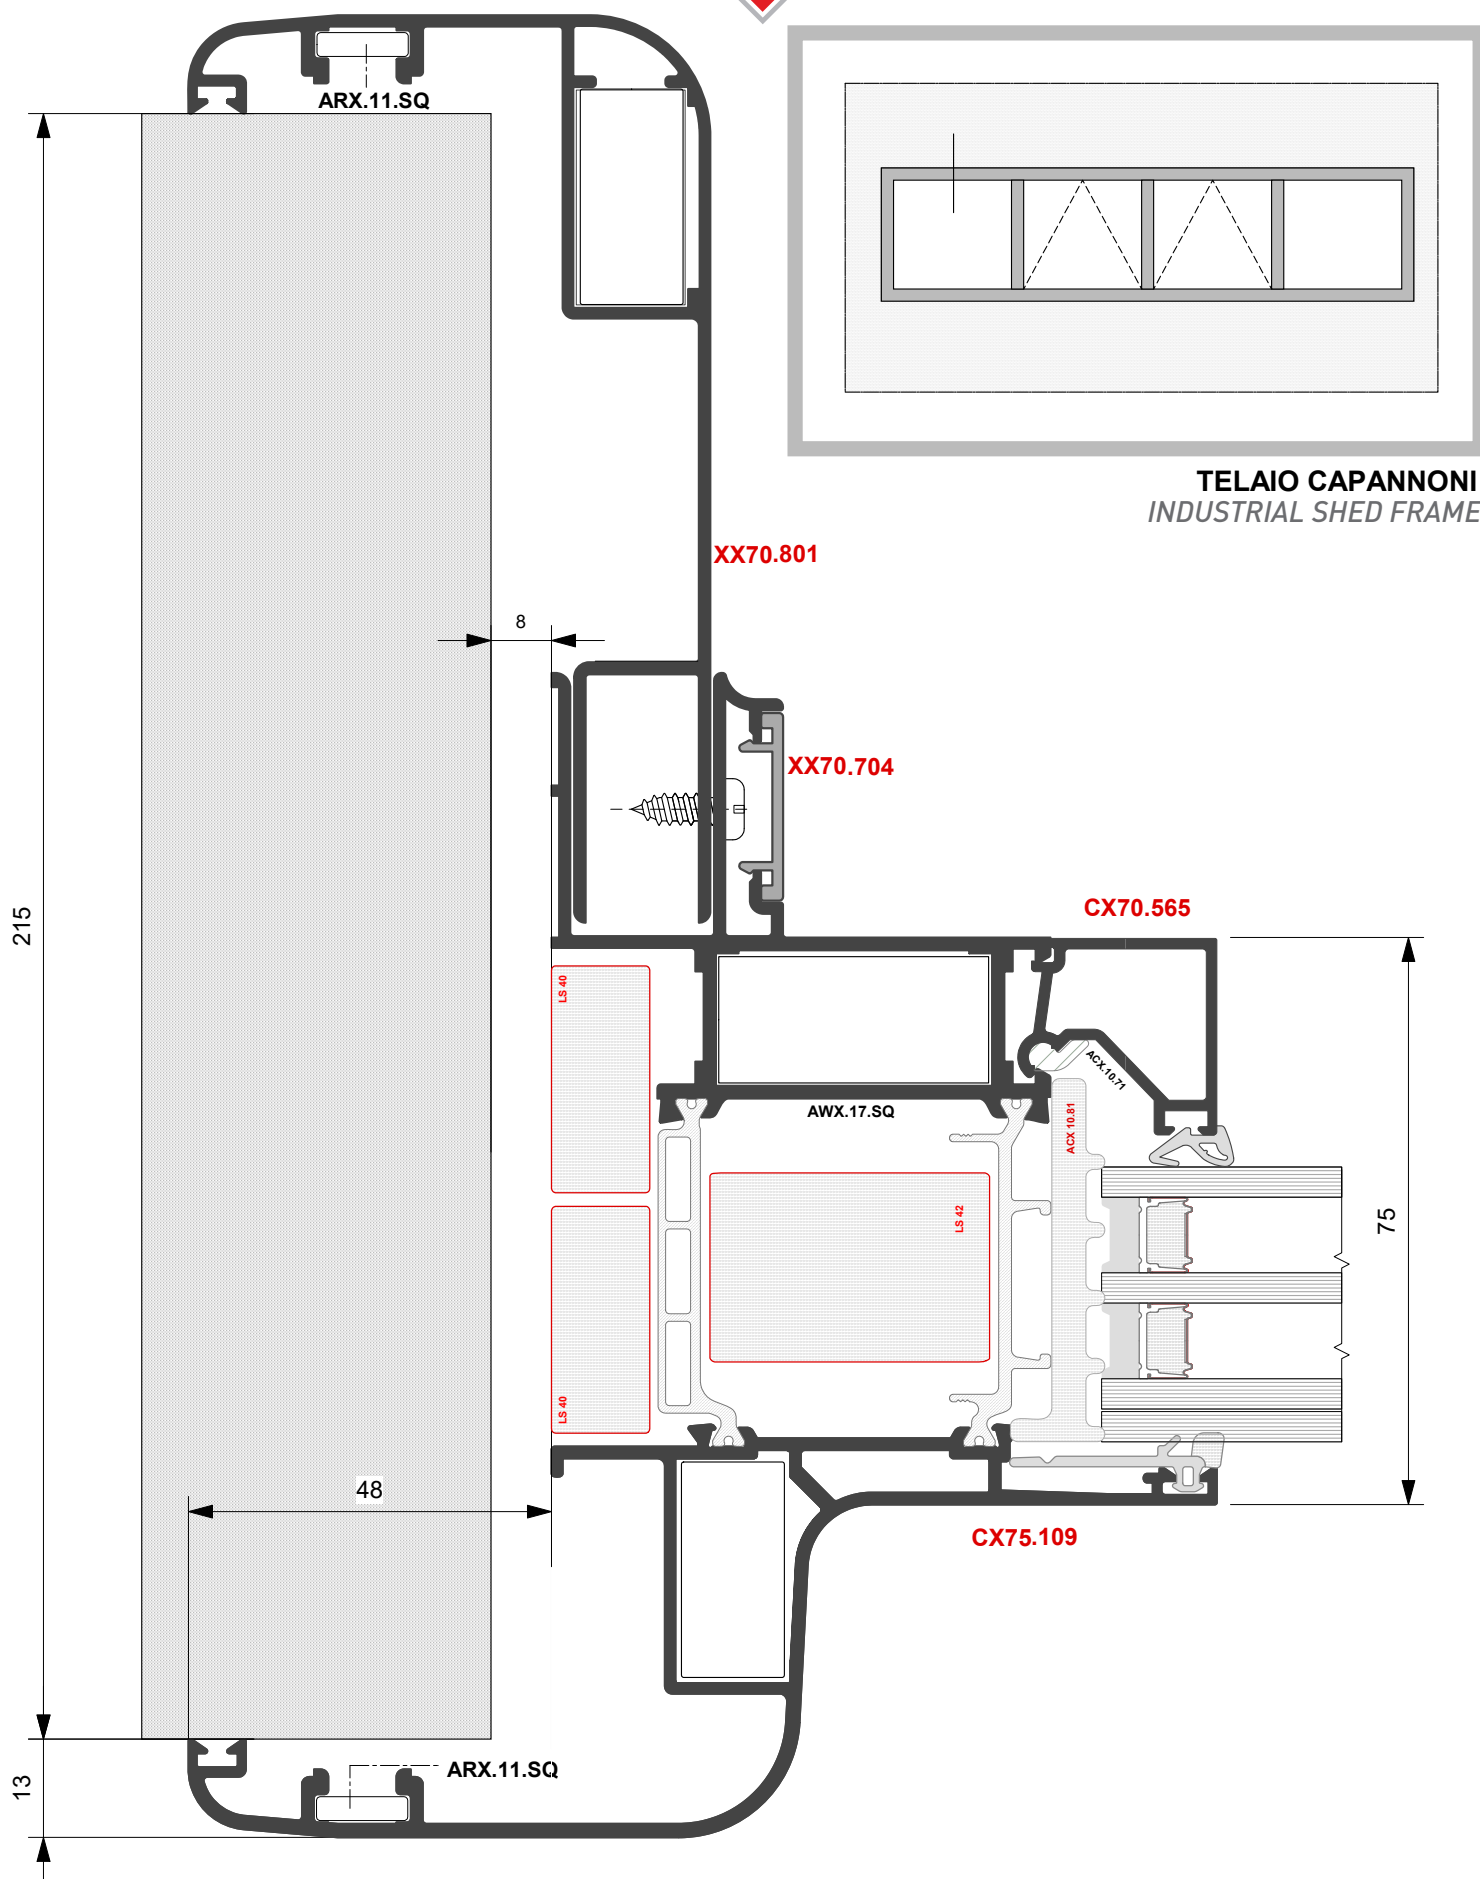 ARX.11.SQ
TELAIO CAPANNONI
INDUSTRIAL SHED FRAME
XX70.801
8
XX70.704
CX70.565
215
LS 40
ACX.10.71
AWX.17.SQ
ACX 10.81
LS 42
75
LS 40
48
CX75.109
ARX.11.SQ
13